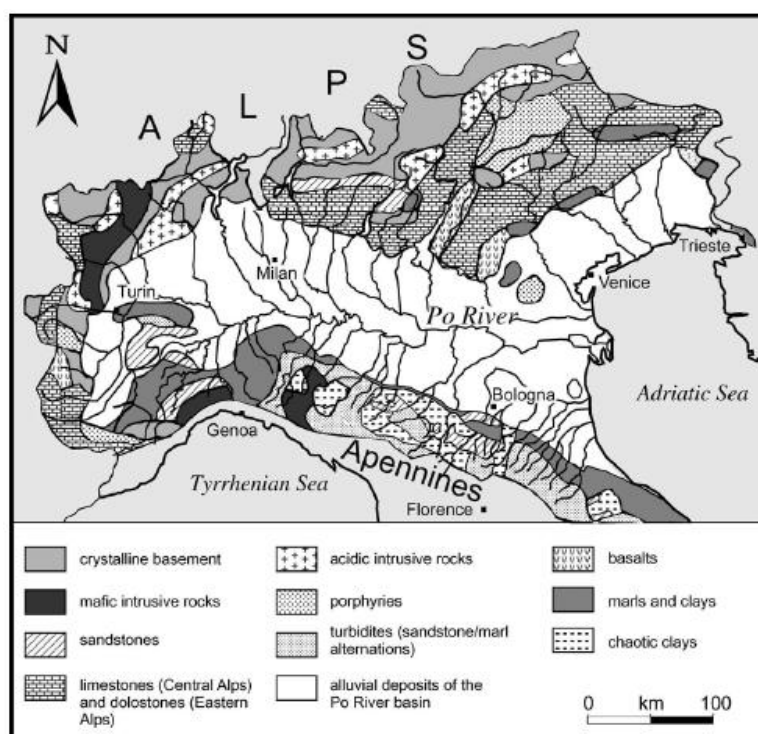 N
A L P S
Milan
Turin
Trieste
Venice
Po River
Adriatic Sea
Bologna
Genoa
Apennines
Tyrrhenian Sea
Florence
crystalline basement
mafic intrusive rocks
sandstones
limestones (Central Alps)
and dolostones (Eastern
Alps)
acidic intrusive rocks
porphyries
turbidites (sandstone/marl
alternations)
alluvial deposits of the
Po River basin
basalts
marls and clays
chaotic clays
0 km 100